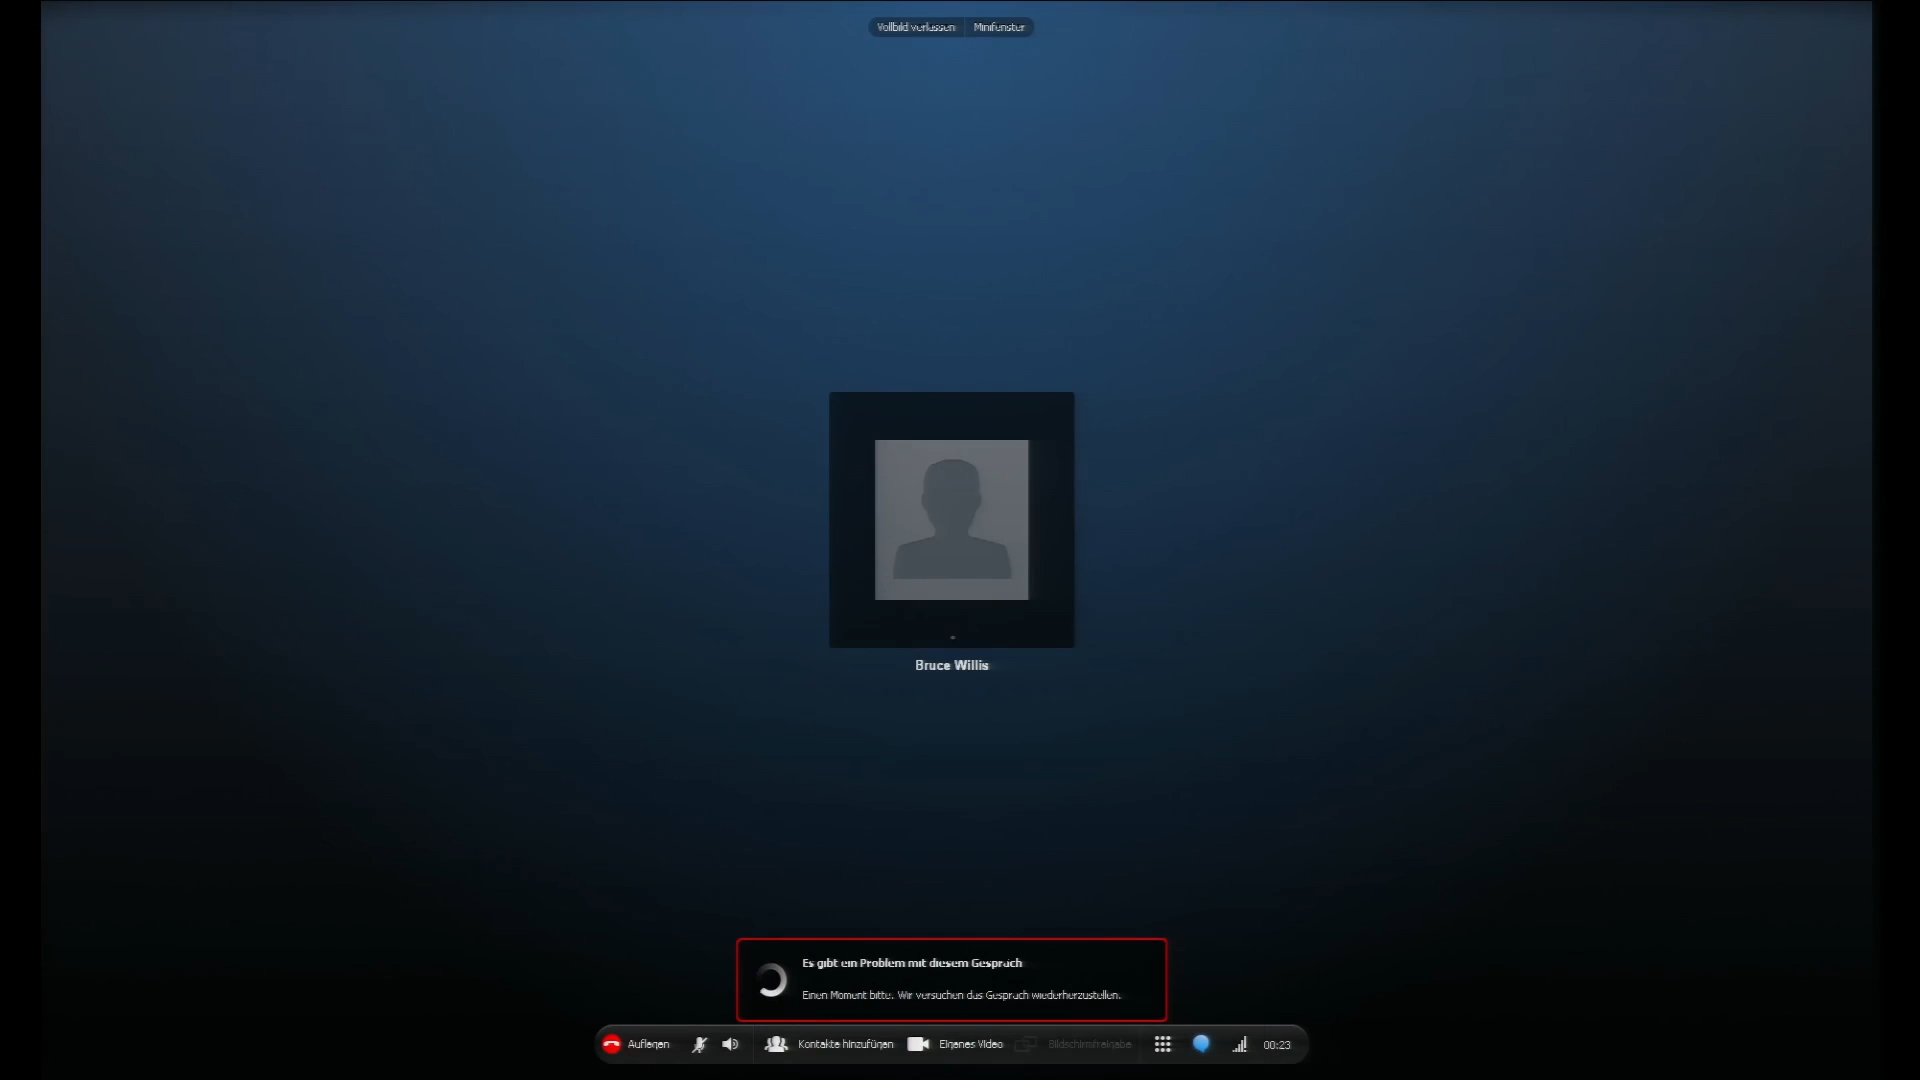 Vollbild verlassen Minifenster
Bruce Willis
Es gibt ein Problem mit diesem Gespräch
Einen Moment bitte. Wir versuchen das Gespräch wiederherzustellen.
Auflegen Kontakte hinzufügen Eigenes Video Bildschirmfreigabe 00:23